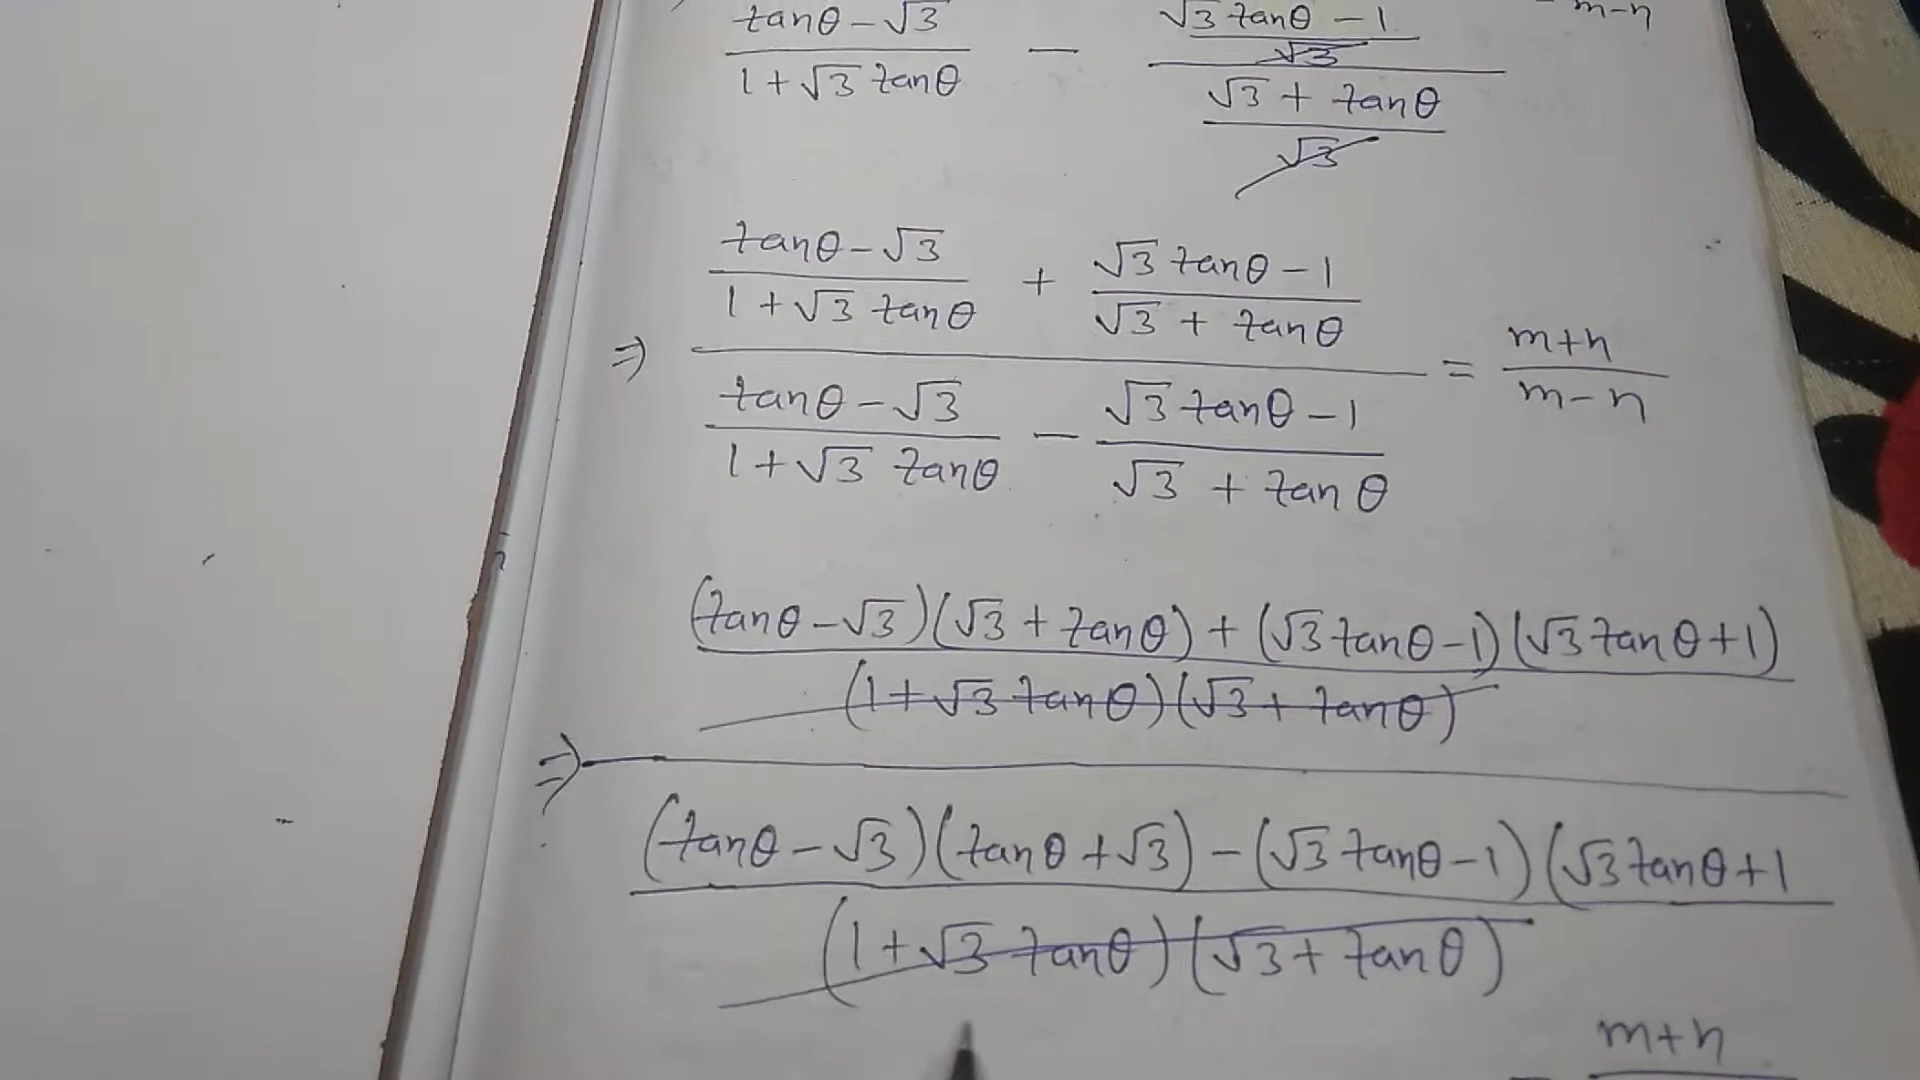 tanθ - √3 / 1 + √3 tanθ - √3 tanθ - 1 / √3 / √3 + tanθ / √3 m-n
⇒ tanθ - √3 / 1 + √3 tanθ + √3 tanθ - 1 / √3 + tanθ
tanθ - √3 / 1 + √3 tanθ - √3 tanθ - 1 / √3 + tanθ = m+n / m-n
(tanθ - √3)(√3 + tanθ) + (√3 tanθ - 1)(√3 tanθ + 1)
(1 + √3 tanθ)(√3 + tanθ)
⇒
(tanθ - √3)(tanθ + √3) - (√3 tanθ - 1)(√3 tanθ + 1
(1 + √3 tanθ)(√3 + tanθ)
= m+n